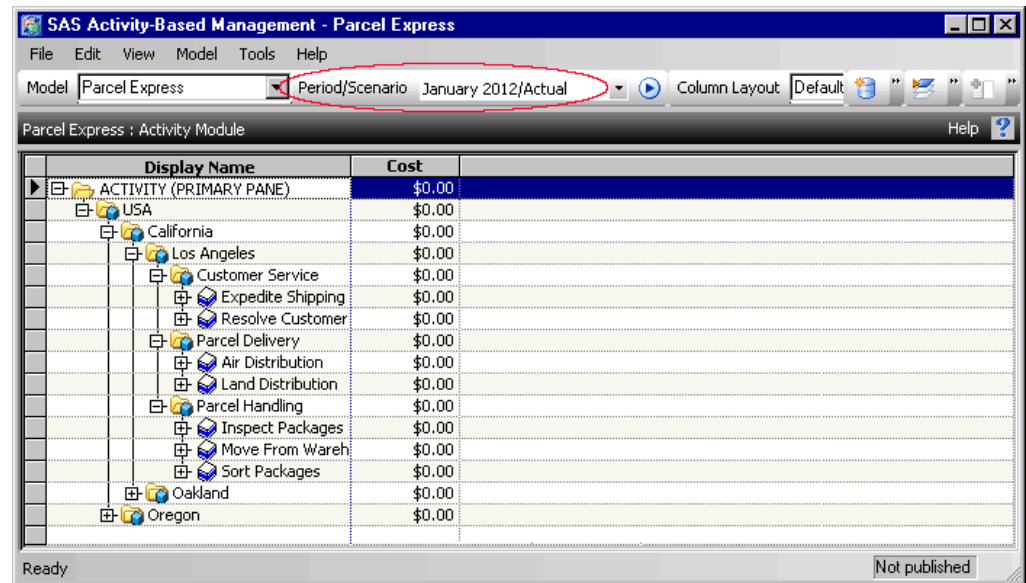 SAS Activity-Based Management - Parcel Express
File Edit View Model Tools Help
Model Parcel Express Period/Scenario January 2012/Actual Column Layout Default " " "
Parcel Express : Activity Module Help ?
Display Name Cost
ACTIVITY (PRIMARY PANE) $0.00
USA $0.00
California $0.00
Los Angeles $0.00
Customer Service $0.00
Expedite Shipping $0.00
Resolve Customer $0.00
Parcel Delivery $0.00
Air Distribution $0.00
Land Distribution $0.00
Parcel Handling $0.00
Inspect Packages $0.00
Move From Wareh $0.00
Sort Packages $0.00
Oakland $0.00
Oregon $0.00
Ready Not published